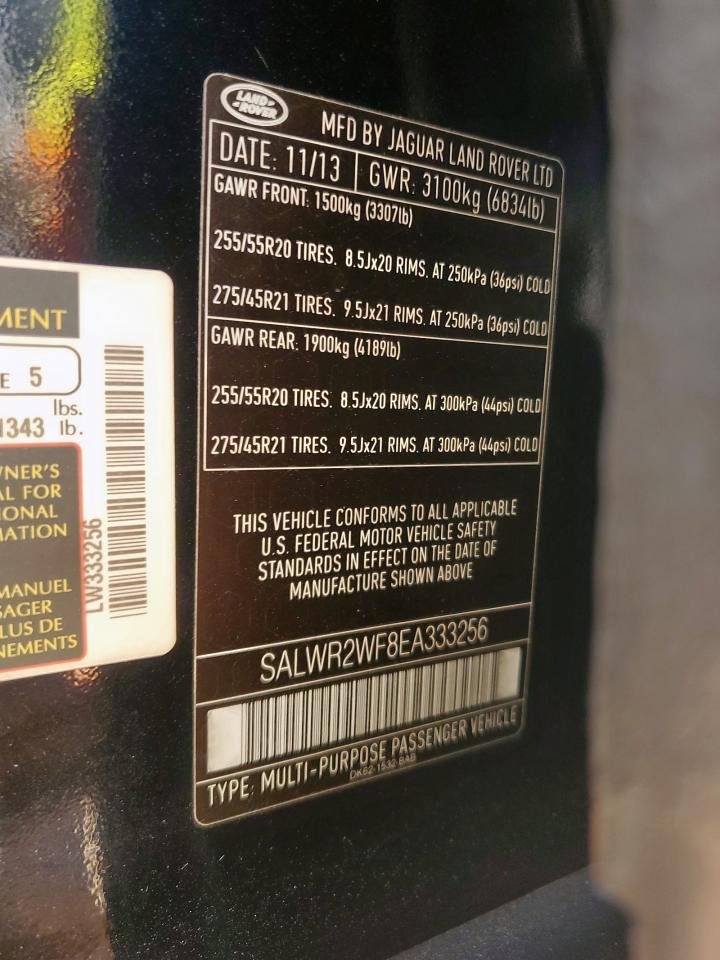 LAND ROVER
MFD BY JAGUAR LAND ROVER LTD
DATE: 11/13 GWR: 3100kg (6834lb)
GAWR FRONT: 1500kg (3307lb)
255/55R20 TIRES. 8.5Jx20 RIMS. AT 250kPa (36psi) COLD
275/45R21 TIRES. 9.5Jx21 RIMS. AT 250kPa (36psi) COLD
GAWR REAR: 1900kg (4189lb)
255/55R20 TIRES. 8.5Jx20 RIMS. AT 300kPa (44psi) COLD
275/45R21 TIRES. 9.5Jx21 RIMS. AT 300kPa (44psi) COLD
THIS VEHICLE CONFORMS TO ALL APPLICABLE
U.S. FEDERAL MOTOR VEHICLE SAFETY
STANDARDS IN EFFECT ON THE DATE OF
MANUFACTURE SHOWN ABOVE
SALWR2WF8EA333256
TYPE: MULTI-PURPOSE PASSENGER VEHICLE
DK62-1532-BAB
MENT
E 5
lbs.
1343 lb.
WNER'S
AL FOR
IONAL
MATION
MANUEL
SAGER
LUS DE
NEMENTS
LW333256